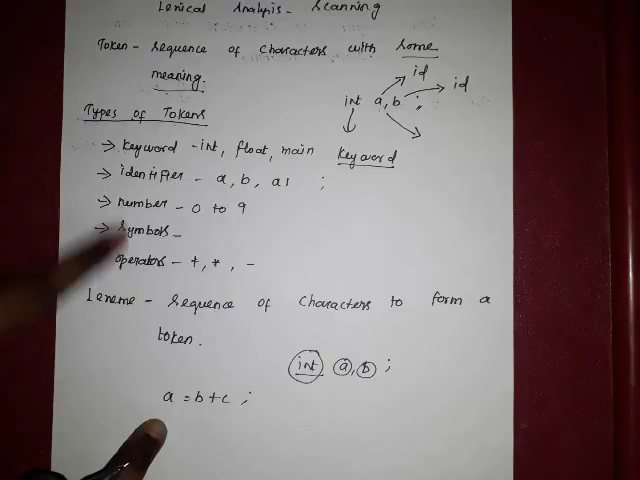 Lexical Analysis - Scanning
Token - sequence of characters with some
meaning.
id
id
int a, b ;
Types of Tokens
→ keyword - int, float, main
keyword
→ identifier - a, b, a1 ;
→ number - 0 to 9
→ symbols -
operators - +, *, -
Lexeme - sequence of characters to form a
token.
int a, b ;
a = b + c ;